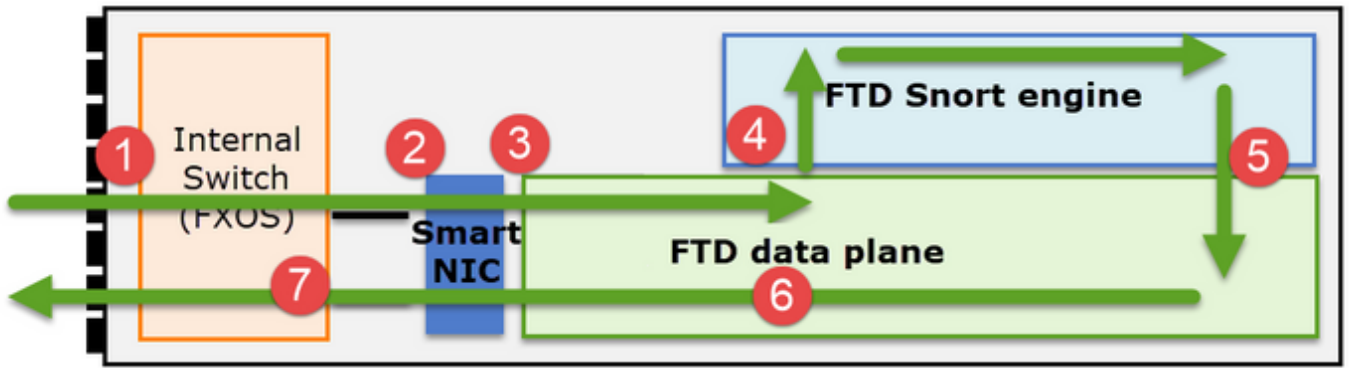 FTD Snort engine
1
Internal
Switch
(FXOS)
2
3
4
5
Smart
NIC
FTD data plane
7
6